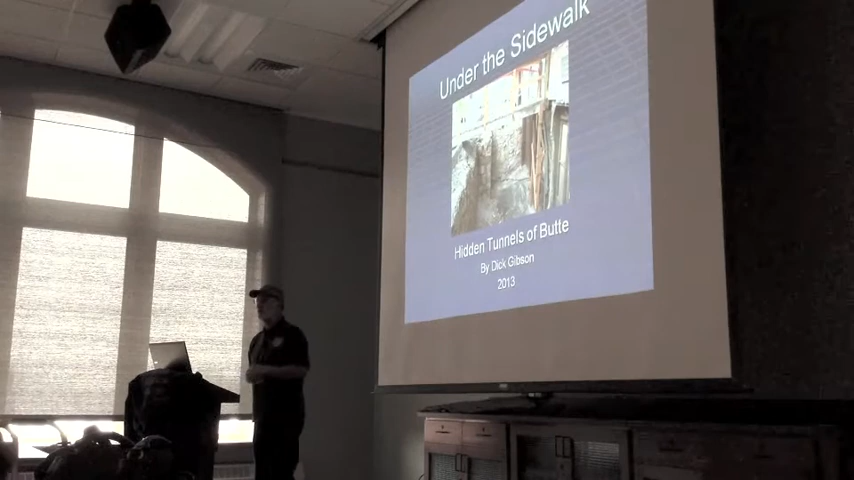 Under the Sidewalk
Hidden Tunnels of Butte
By Dick Gibson
2013